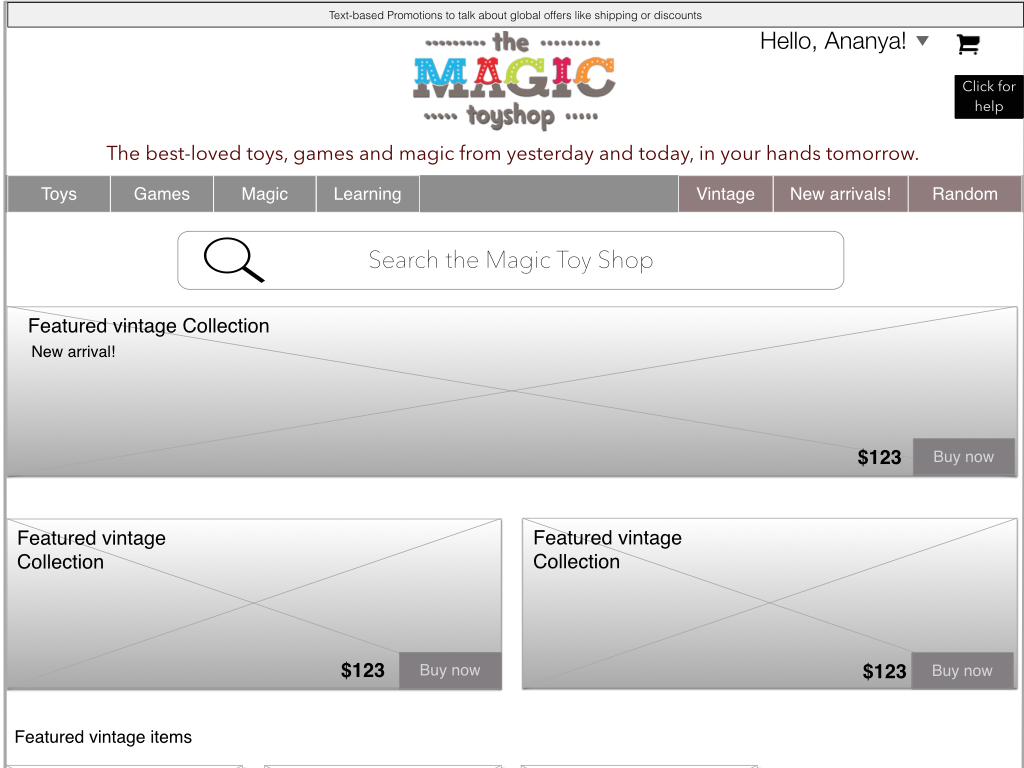 Text-based Promotions to talk about global offers like shipping or discounts
the
MAGIC
toyshop
Hello, Ananya!
Click for
help
The best-loved toys, games and magic from yesterday and today, in your hands tomorrow.
Toys
Games
Magic
Learning
Vintage
New arrivals!
Random
Search the Magic Toy Shop
Featured vintage Collection
New arrival!
$123
Buy now
Featured vintage
Collection
$123
Buy now
Featured vintage
Collection
$123
Buy now
Featured vintage items